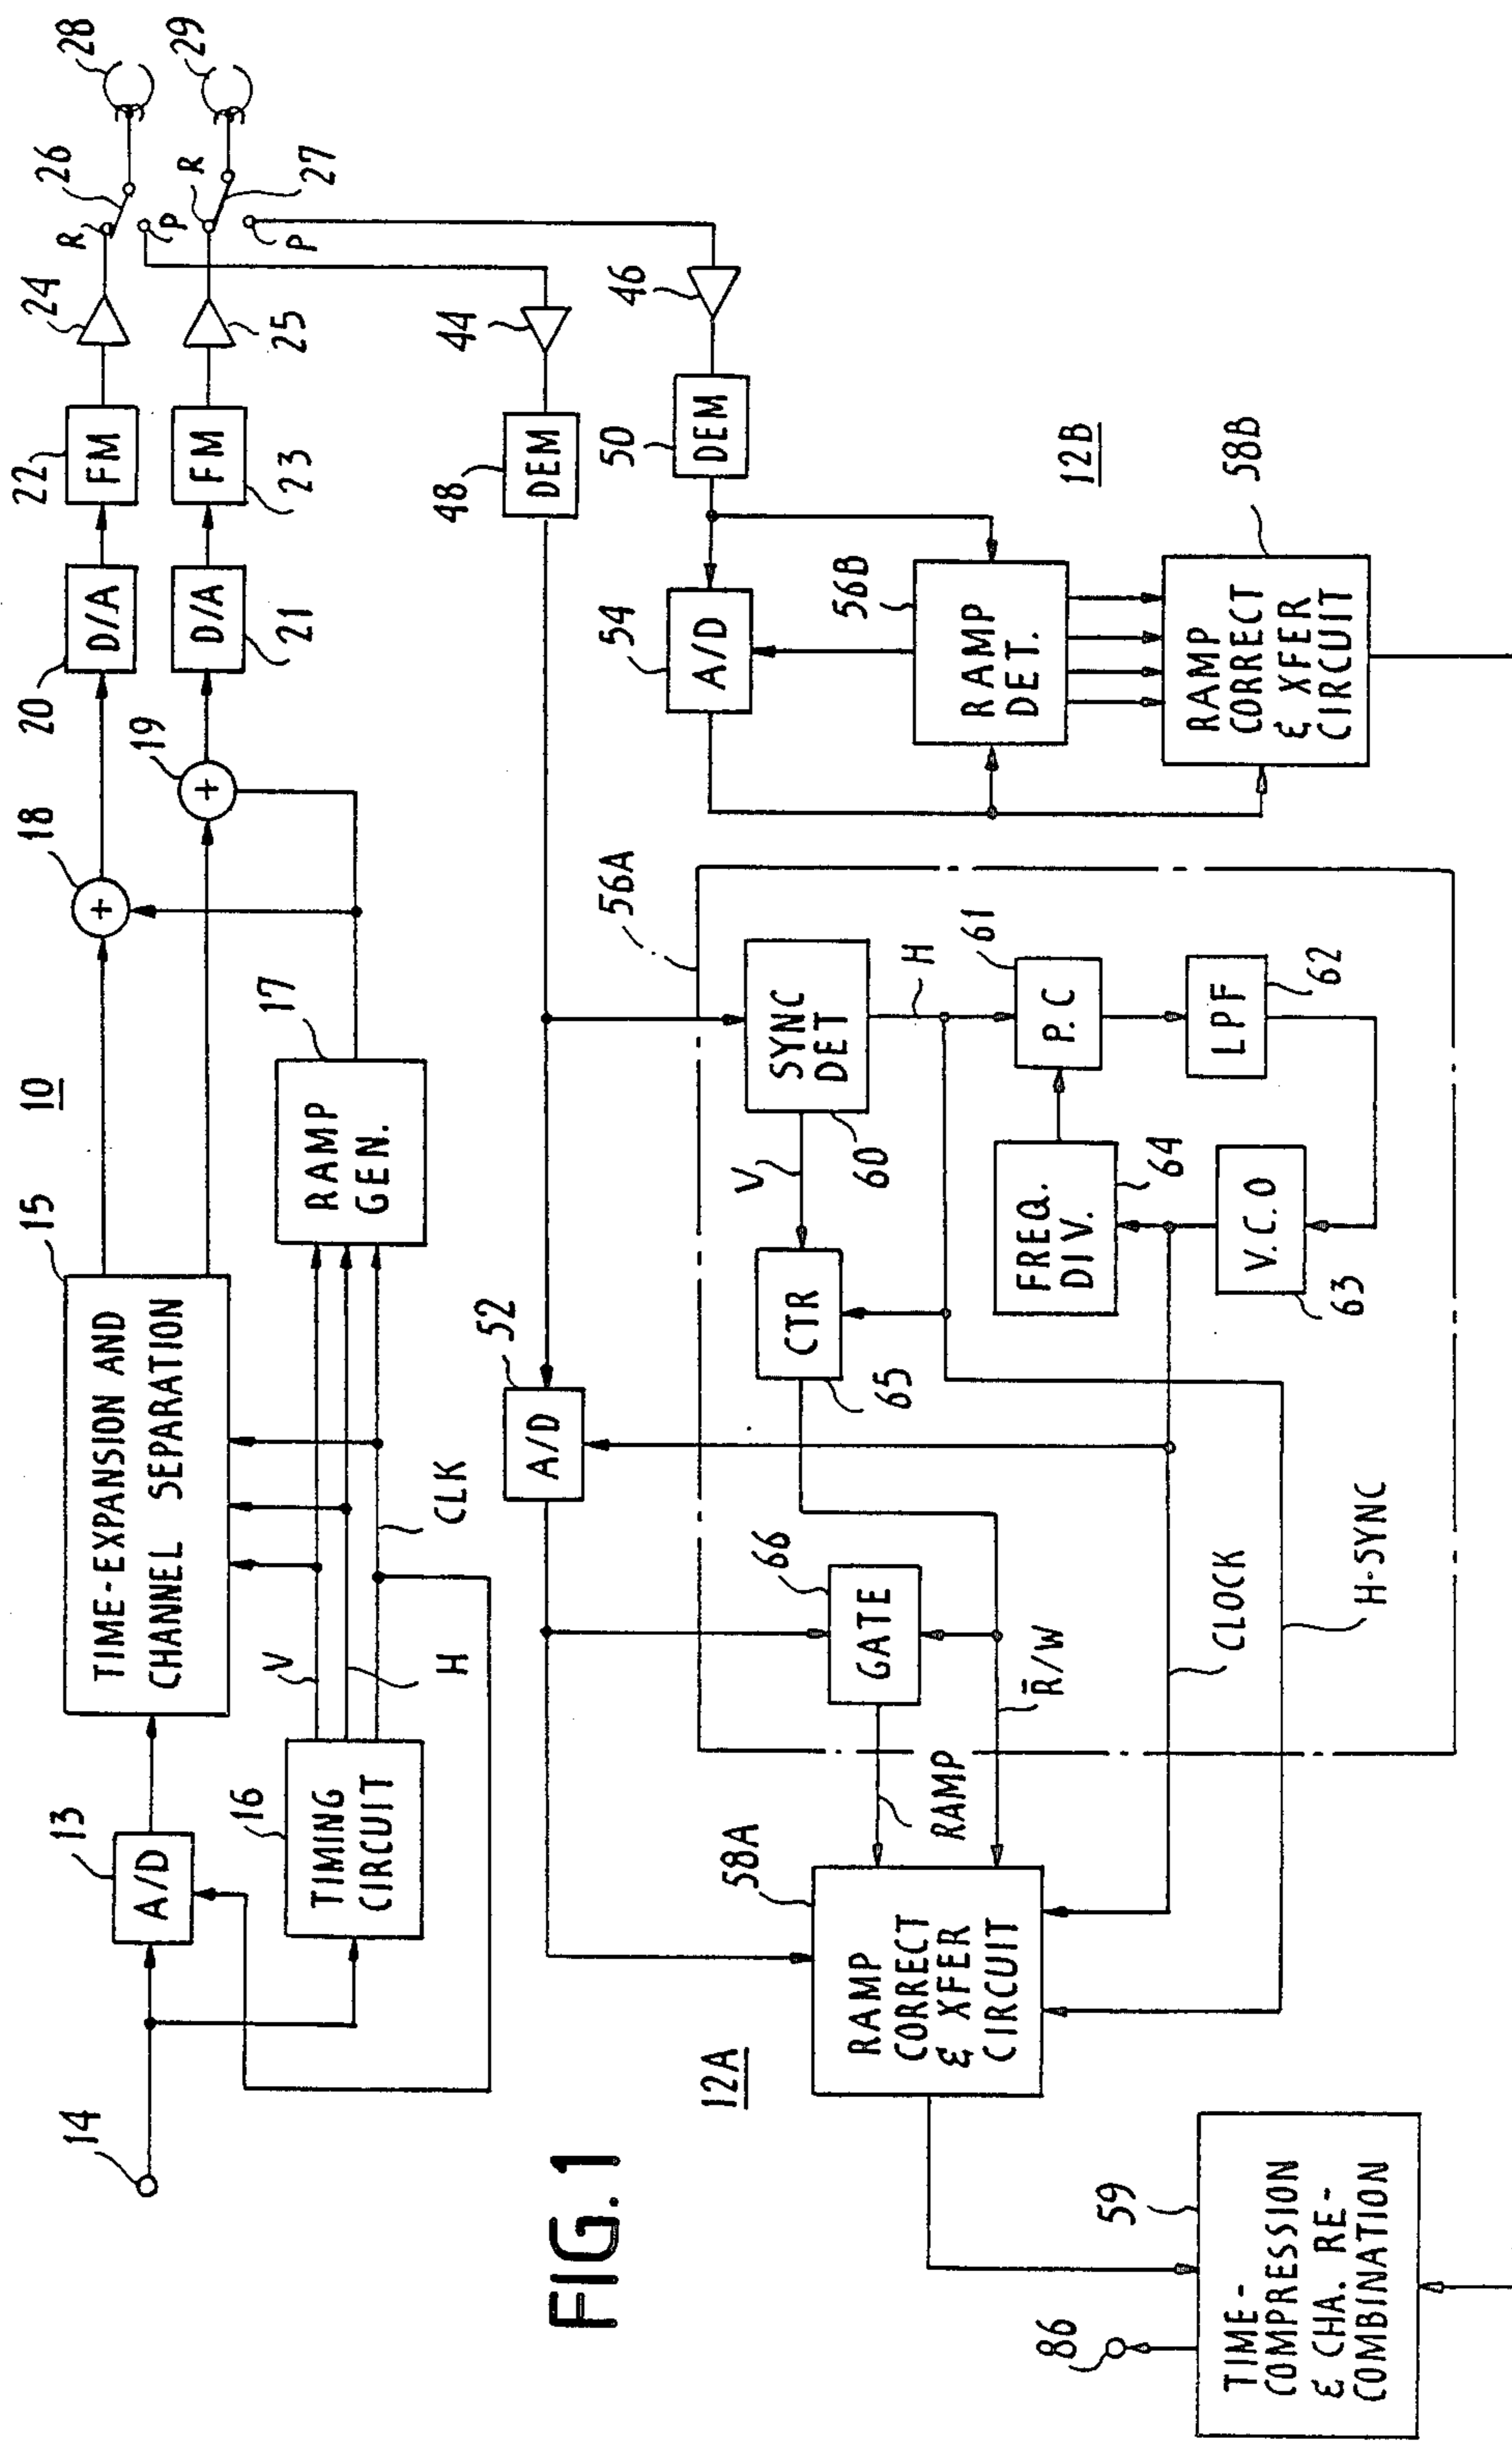 FIG. 1
10
14
13
A/D
15
TIME-EXPANSION AND
CHANNEL SEPARATION
16
TIMING
CIRCUIT
V
H
CLK
17
RAMP
GEN.
18
+
19
+
20
D/A
21
D/A
22
FM
23
FM
24
25
R
26
P
R
27
P
28
29
44
46
48
DEM
50
DEM
52
A/D
54
A/D
56B
RAMP
DET.
12B
58B
RAMP
CORRECT
& XFER
CIRCUIT
56A
SYNC
DET
60
V
H
61
P.C
62
LPF
63
V.C.O
64
FREQ.
DIV.
65
CTR
66
GATE
RAMP
R̄/W
CLOCK
H-SYNC
58A
RAMP
CORRECT
& XFER
CIRCUIT
12A
59
TIME-
COMPRESSION
& CHA. RE-
COMBINATION
86